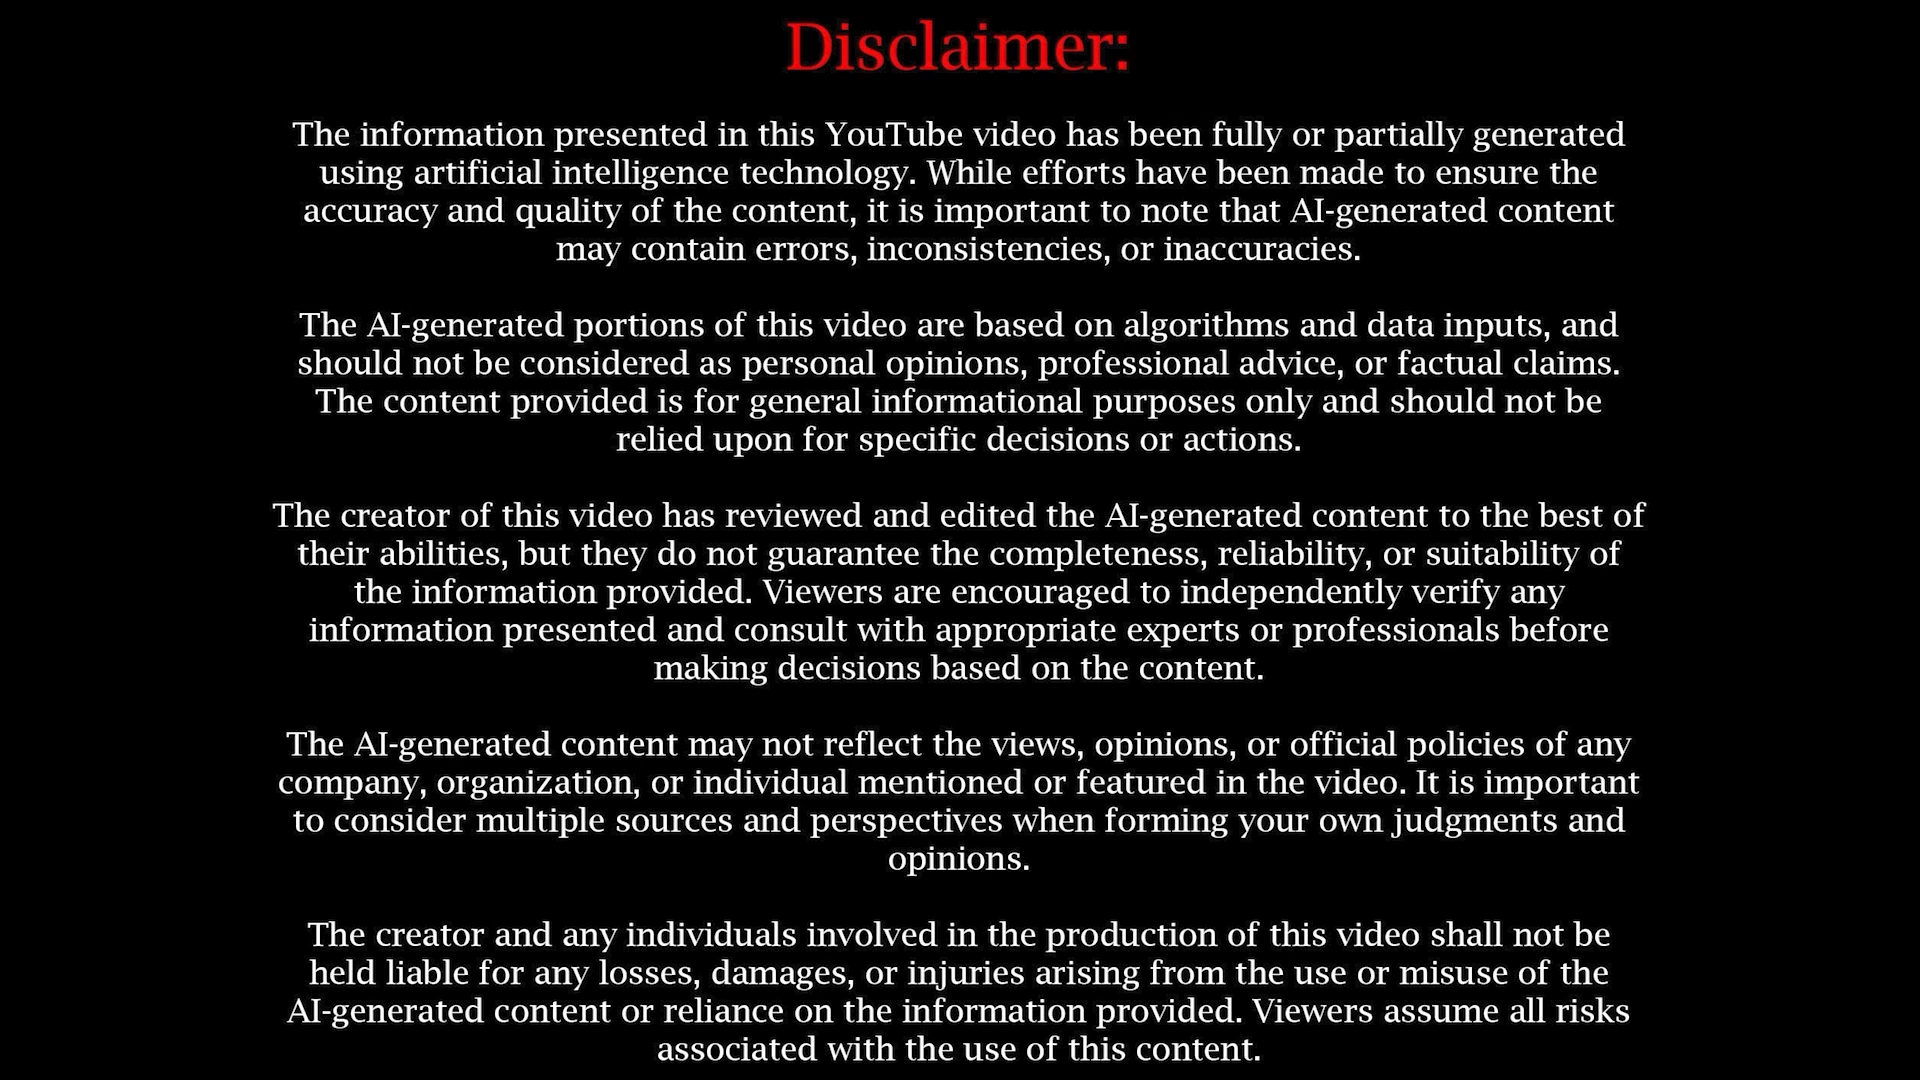 Disclaimer:
The information presented in this YouTube video has been fully or partially generated
using artificial intelligence technology. While efforts have been made to ensure the
accuracy and quality of the content, it is important to note that AI-generated content
may contain errors, inconsistencies, or inaccuracies.
The AI-generated portions of this video are based on algorithms and data inputs, and
should not be considered as personal opinions, professional advice, or factual claims.
The content provided is for general informational purposes only and should not be
relied upon for specific decisions or actions.
The creator of this video has reviewed and edited the AI-generated content to the best of
their abilities, but they do not guarantee the completeness, reliability, or suitability of
the information provided. Viewers are encouraged to independently verify any
information presented and consult with appropriate experts or professionals before
making decisions based on the content.
The AI-generated content may not reflect the views, opinions, or official policies of any
company, organization, or individual mentioned or featured in the video. It is important
to consider multiple sources and perspectives when forming your own judgments and
opinions.
The creator and any individuals involved in the production of this video shall not be
held liable for any losses, damages, or injuries arising from the use or misuse of the
AI-generated content or reliance on the information provided. Viewers assume all risks
associated with the use of this content.